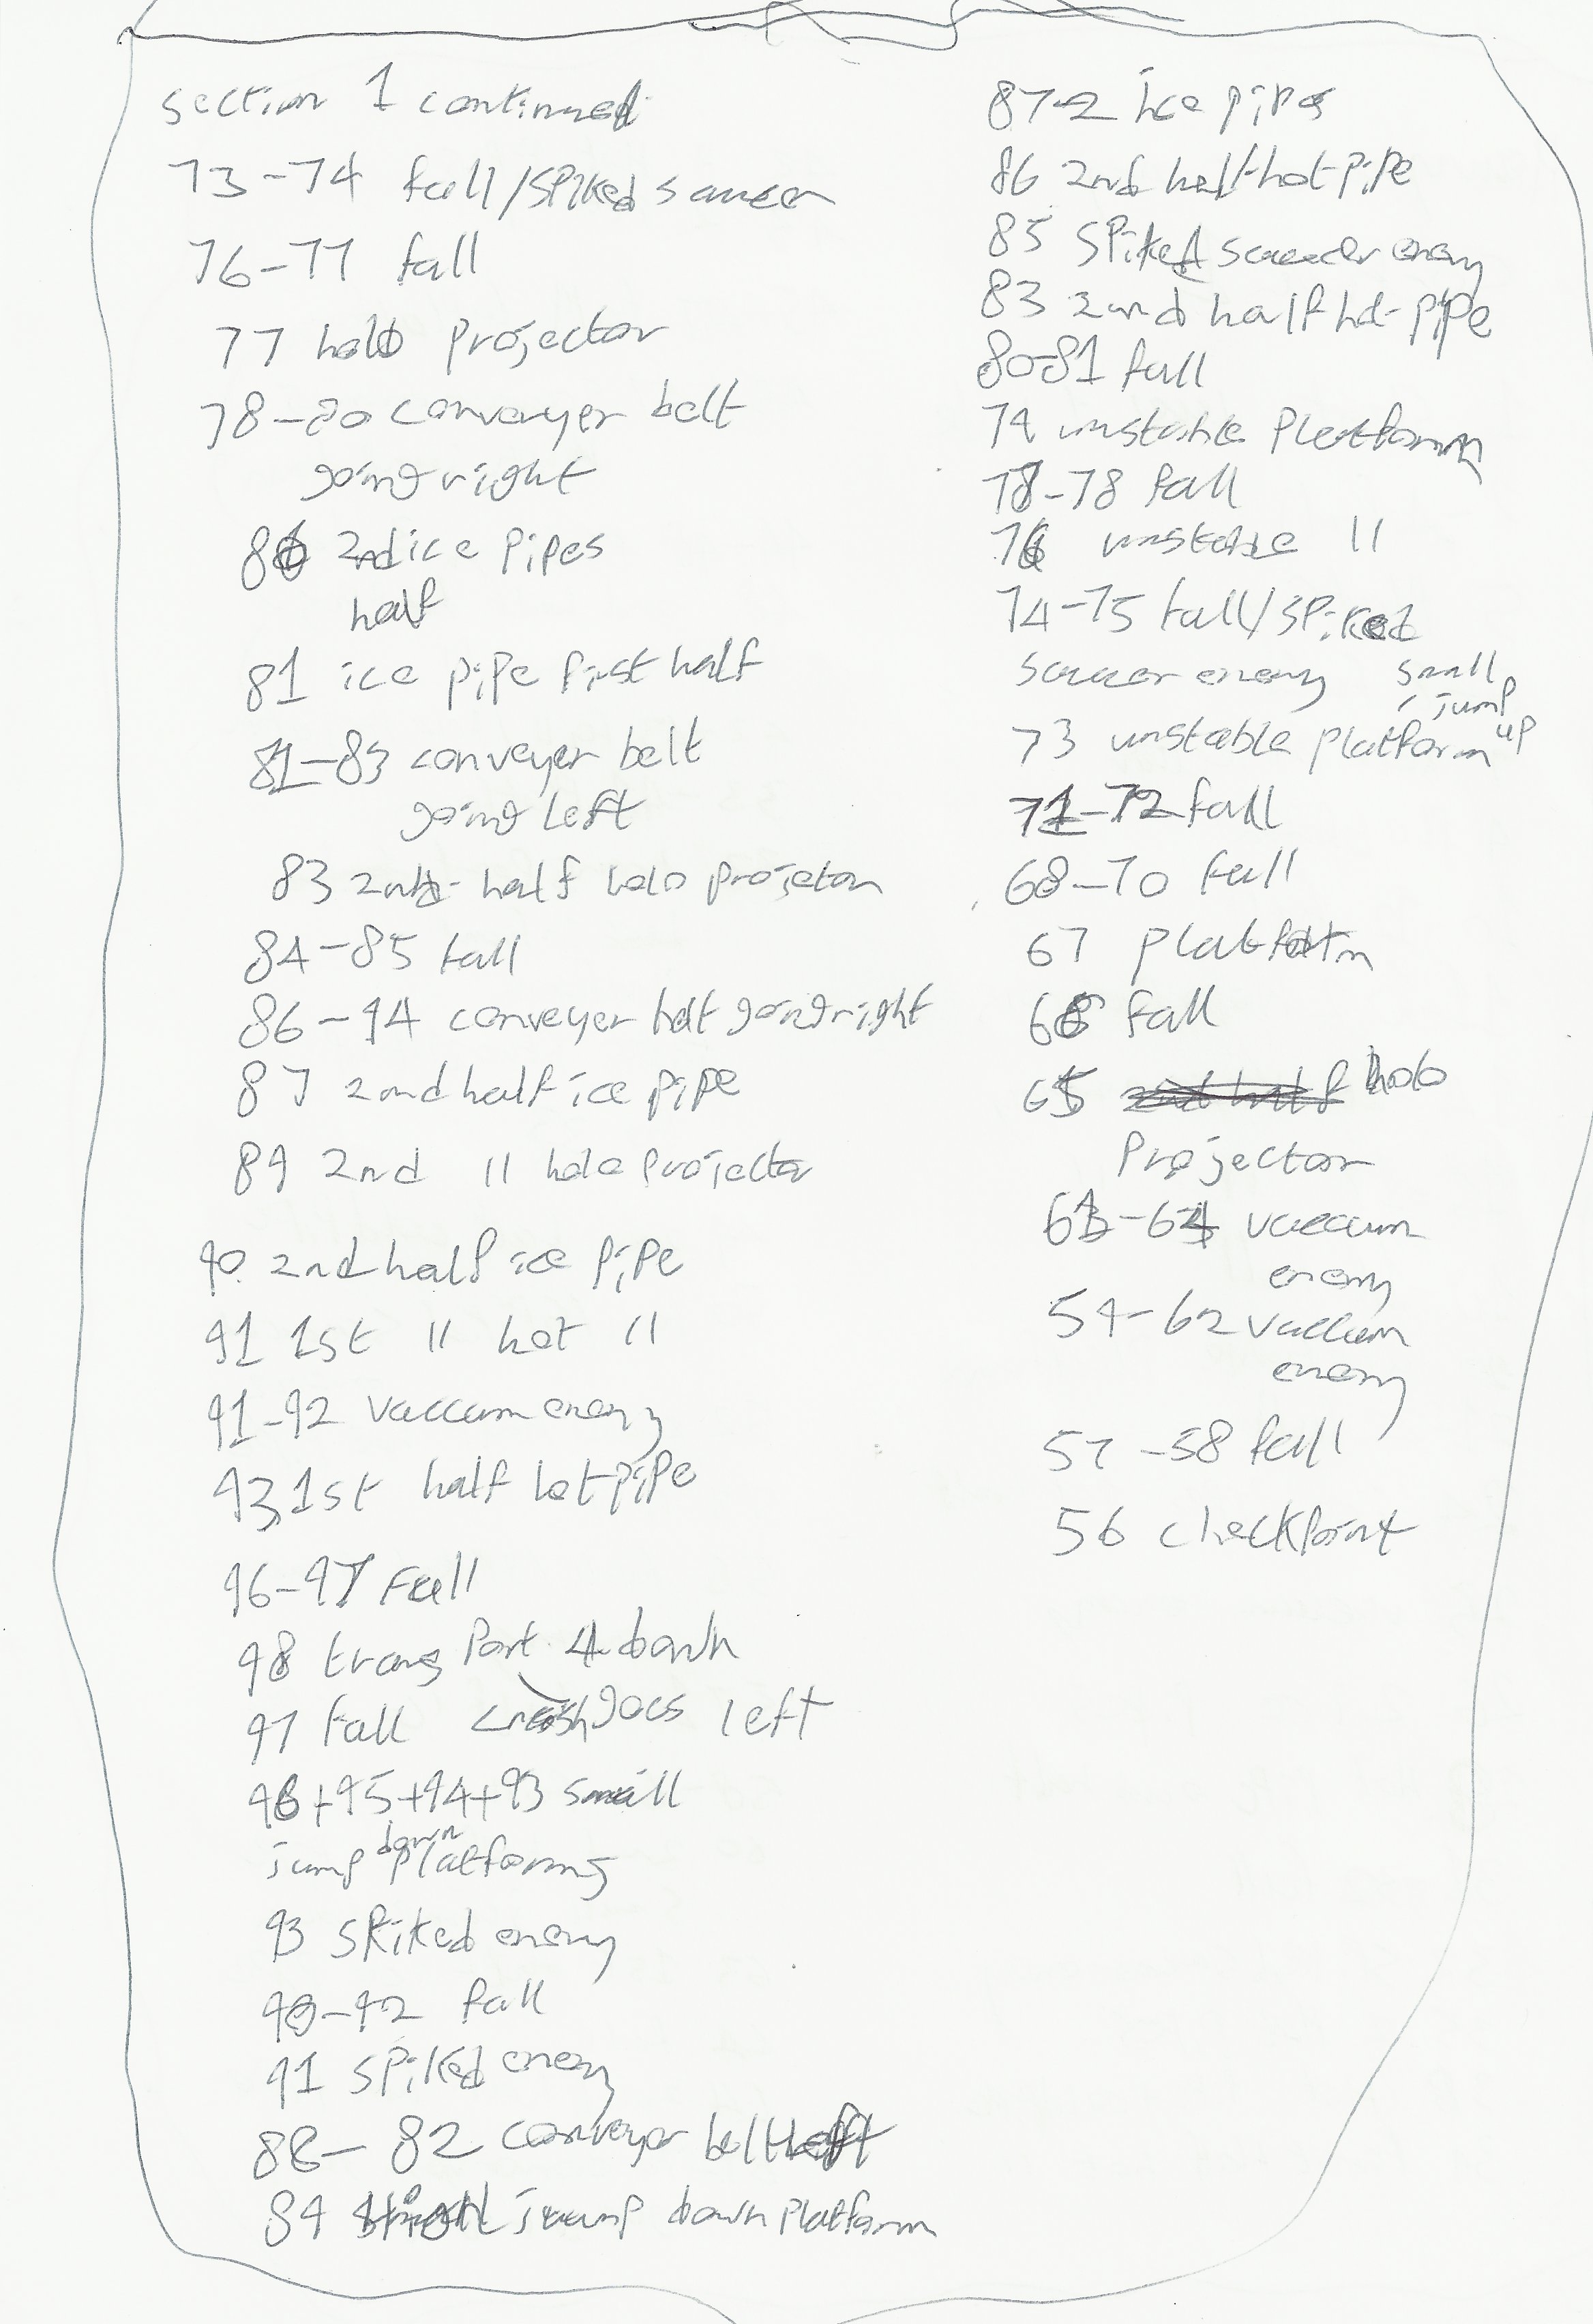 section 1 continued
73-74 fall/spiked saucer
76-77 fall
77 holo projector
78-80 conveyer belt
going right
86 2nd ice pipes
half
81 ice pipe first half
81-83 conveyer belt
going left
83 2nd half holo projector
84-85 fall
86-94 conveyer belt going right
87 2nd half ice pipe
89 2nd 11 holo projector
90 2nd half ice pipe
91 1st 11 hot 11
91-92 vaccum enemy
93 1st half hot pipe
96-97 Fall
98 transport 4 down
97 fall crash goes left
96+95+94+93 small
jump down platforms
93 spiked enemy
93-92 fall
91 spiked enemy
88-82 conveyer belt left
89 high jump down platform
87-2 ice pipes
86 2nd half hot pipe
85 spiked saucer enemy
83 2nd half hot pipe
80-81 fall
79 unstable platform
78-78 fall
76 unstable 11
74-75 fall/spiked
saucer enemy small
jump
73 unstable platform up
71-72 fall
68-70 fall
67 platform
66 fall
65 holo
projector
63-64 vaccum
enemy
59-62 vaccum
enemy
57-58 fall
56 checkpoint